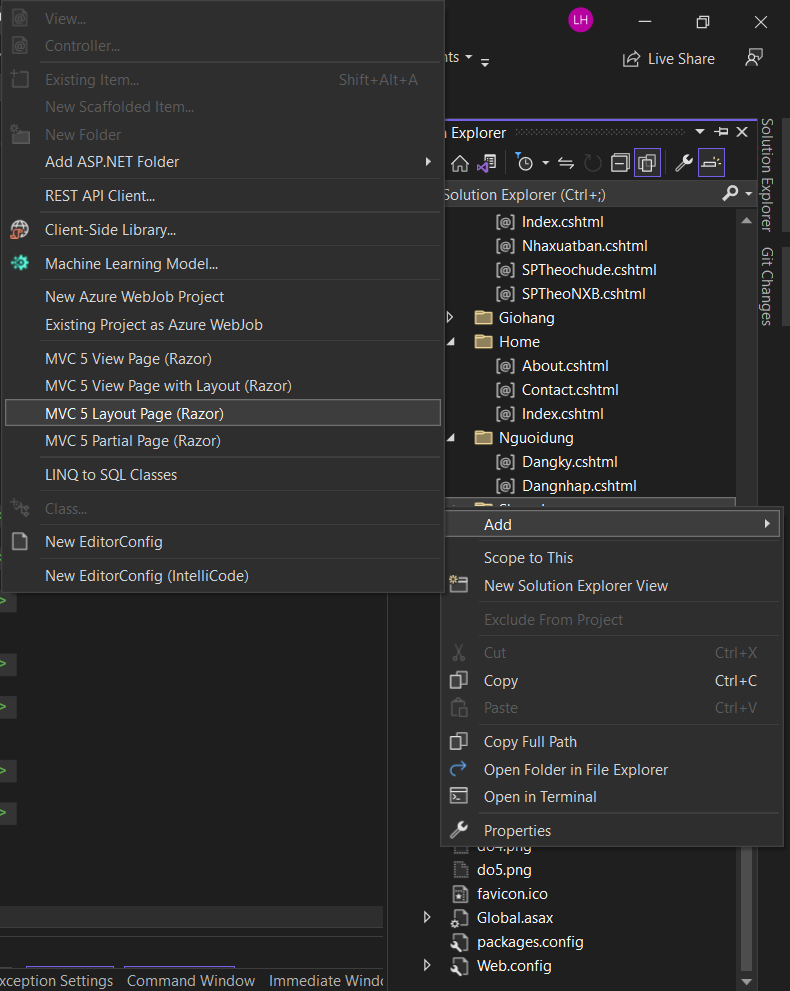 View...
Controller...
Existing Item... Shift+Alt+A
New Scaffolded Item...
New Folder
Add ASP.NET Folder
REST API Client...
Client-Side Library...
Machine Learning Model...
New Azure WebJob Project
Existing Project as Azure WebJob
MVC 5 View Page (Razor)
MVC 5 View Page with Layout (Razor)
MVC 5 Layout Page (Razor)
MVC 5 Partial Page (Razor)
LINQ to SQL Classes
Class...
New EditorConfig
New EditorConfig (IntelliCode)
LH
nts
Live Share
n Explorer
Solution Explorer (Ctrl+;)
Index.cshtml
Nhaxuatban.cshtml
SPTheochude.cshtml
SPTheoNXB.cshtml
Giohang
Home
About.cshtml
Contact.cshtml
Index.cshtml
Nguoidung
Dangky.cshtml
Dangnhap.cshtml
Add
Scope to This
New Solution Explorer View
Exclude From Project
Cut Ctrl+X
Copy Ctrl+C
Paste Ctrl+V
Copy Full Path
Open Folder in File Explorer
Open in Terminal
Properties
do4.png
do5.png
favicon.ico
Global.asax
packages.config
Web.config
Solution Explorer
Git Changes
xception Settings Command Window Immediate Wind